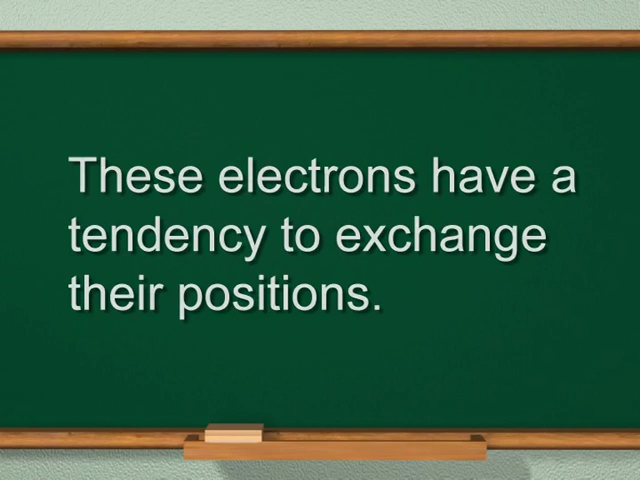 These electrons have a
tendency to exchange
their positions.